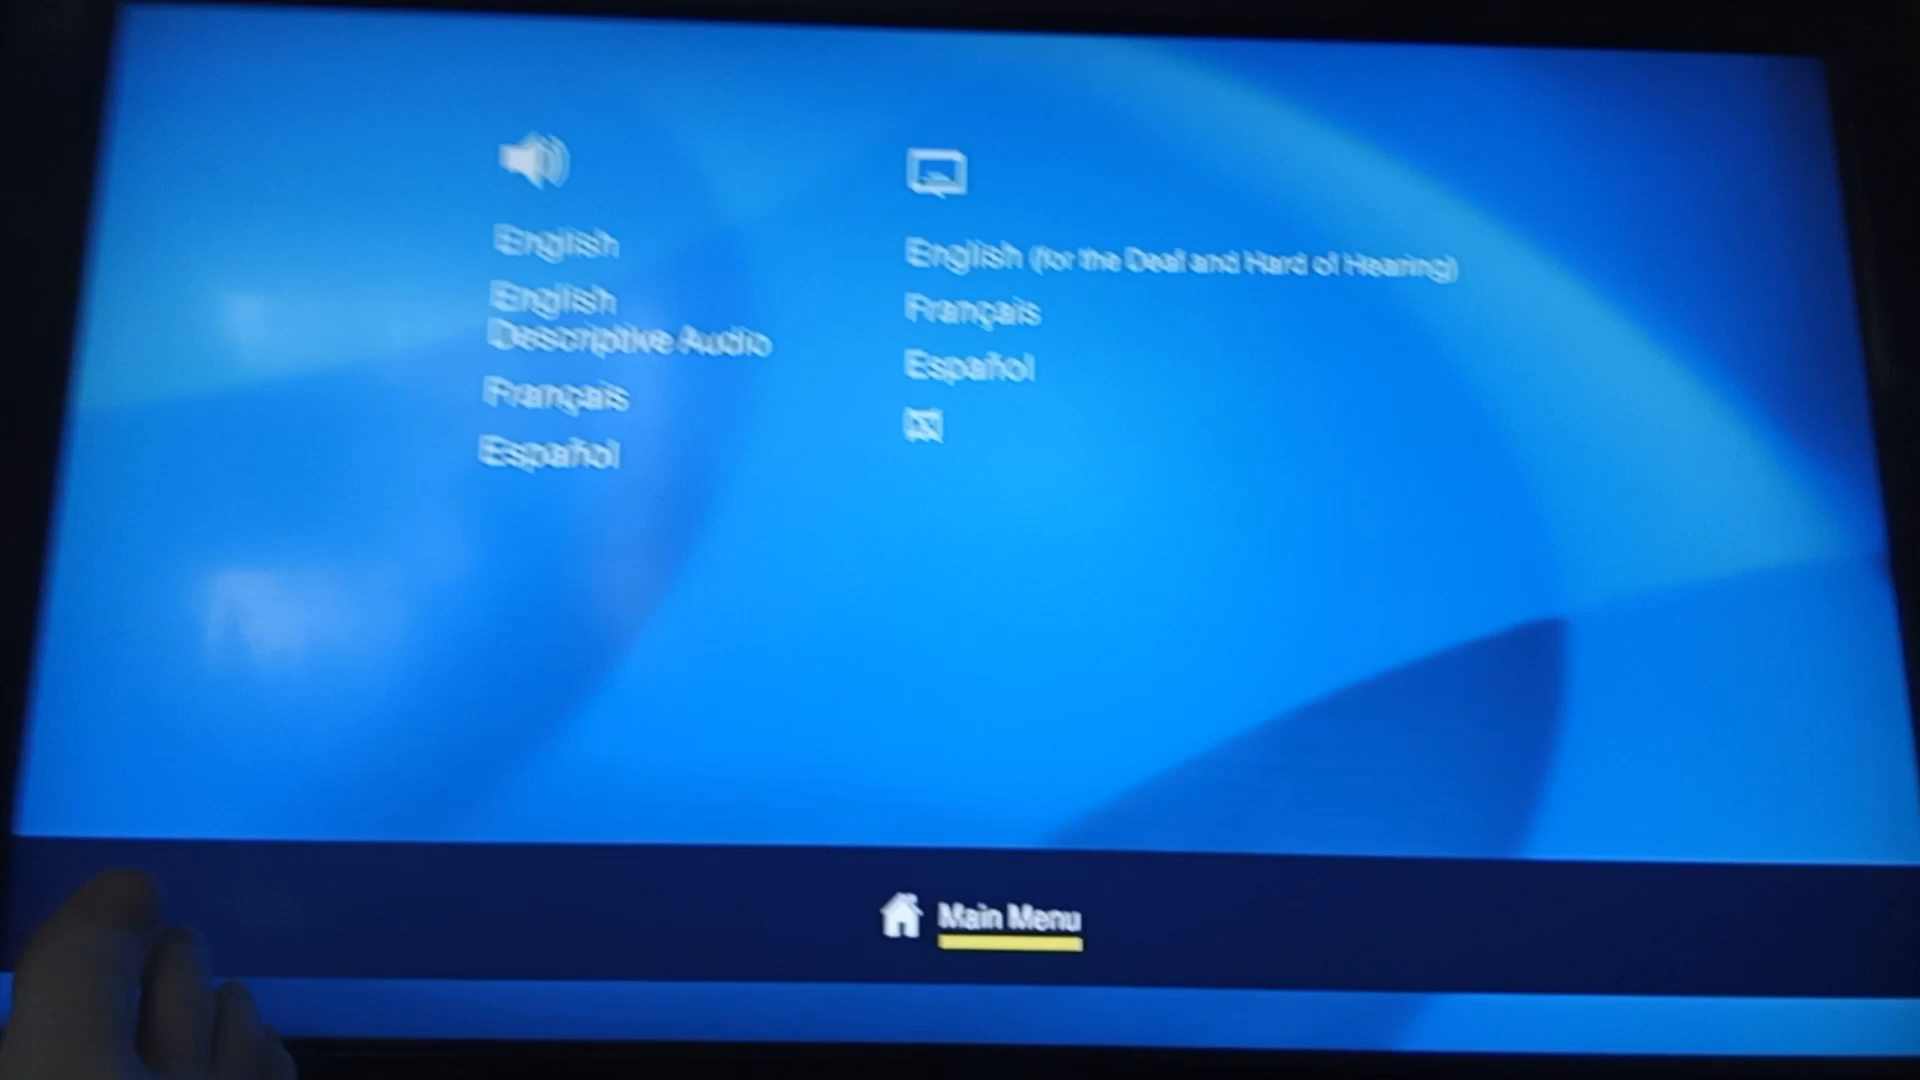 English
English
Descriptive Audio
Français
Español
English (for the Deaf and Hard of Hearing)
Français
Español
Main Menu